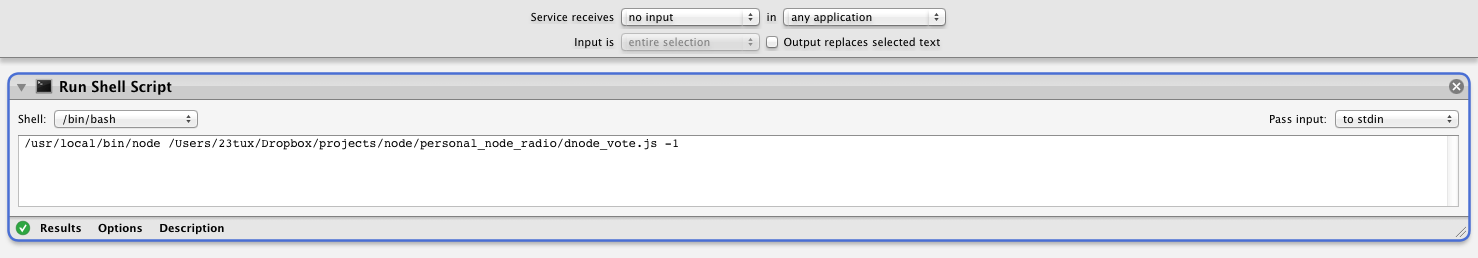 Service receives no input in any application
Input is entire selection Output replaces selected text
Run Shell Script
Shell: /bin/bash Pass input: to stdin
/usr/local/bin/node /Users/23tux/Dropbox/projects/node/personal_node_radio/dnode_vote.js -1
Results Options Description